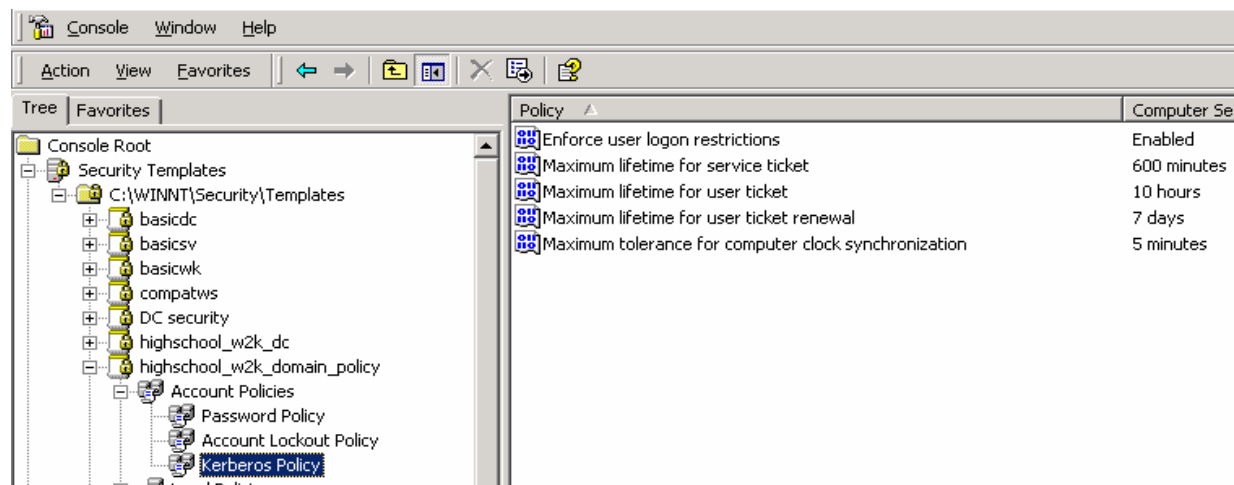 Console Window Help
Action View Favorites
Tree Favorites
Console Root
Security Templates
C:\WINNT\Security\Templates
basicdc
basicsv
basicwk
compatws
DC security
highschool_w2k_dc
highschool_w2k_domain_policy
Account Policies
Password Policy
Account Lockout Policy
Kerberos Policy
Policy Computer Se
Enforce user logon restrictions Enabled
Maximum lifetime for service ticket 600 minutes
Maximum lifetime for user ticket 10 hours
Maximum lifetime for user ticket renewal 7 days
Maximum tolerance for computer clock synchronization 5 minutes